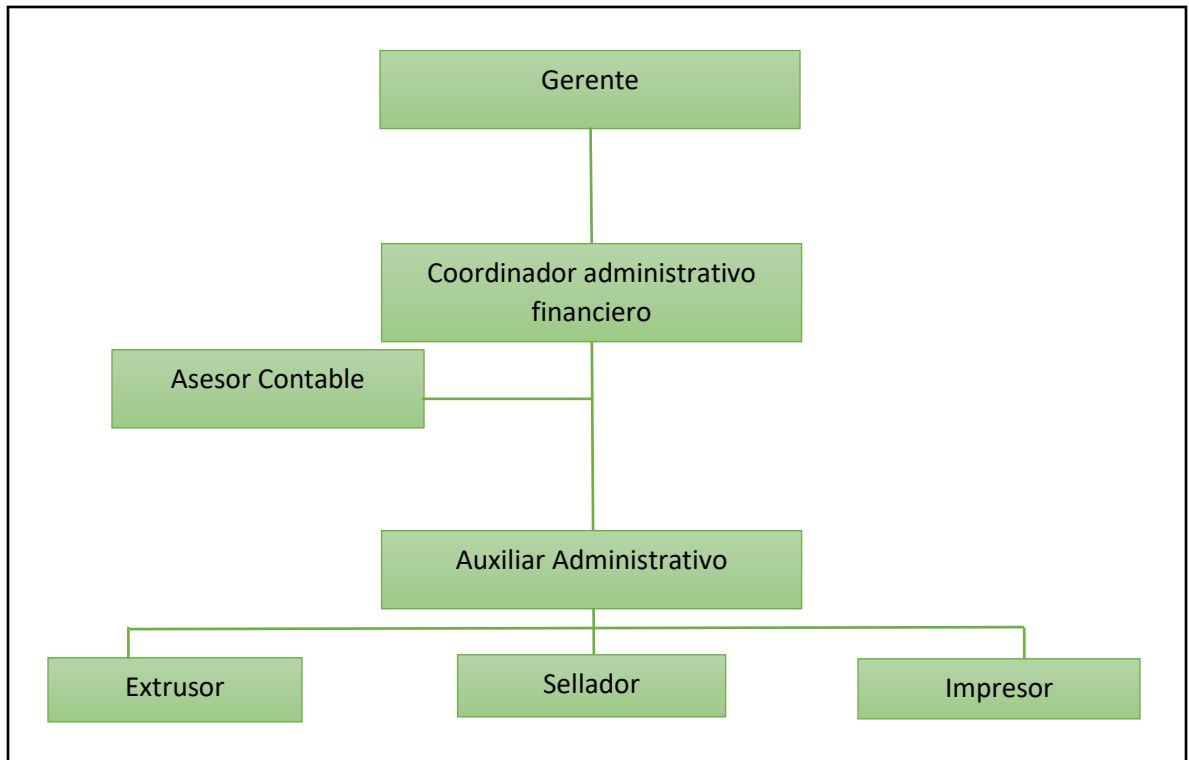 Gerente
Coordinador administrativo
financiero
Asesor Contable
Auxiliar Administrativo
Extrusor
Sellador
Impresor